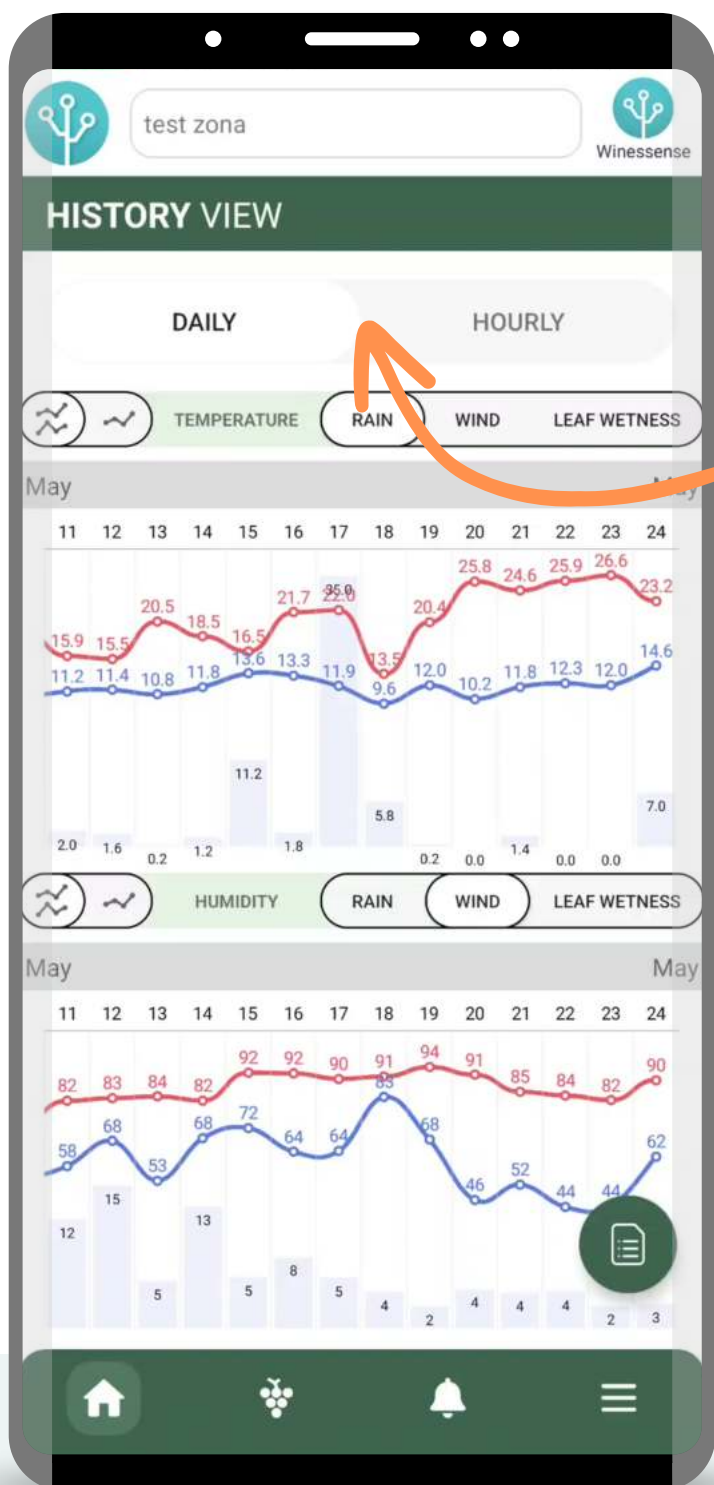 test zona
Winessense
HISTORY VIEW
DAILY HOURLY
TEMPERATURE RAIN WIND LEAF WETNESS
May May
11 12 13 14 15 16 17 18 19 20 21 22 23 24
15.9 15.5 20.5 18.5 16.5 21.7 22.0 13.5 20.4 25.8 24.6 25.9 26.6 23.2
11.2 11.4 10.8 11.8 13.6 13.3 11.9 9.6 12.0 10.2 11.8 12.3 12.0 14.6
2.0 1.6 0.2 1.2 11.2 1.8 35.0 5.8 0.2 0.0 1.4 0.0 0.0 7.0
HUMIDITY RAIN WIND LEAF WETNESS
May May
11 12 13 14 15 16 17 18 19 20 21 22 23 24
82 83 84 82 92 92 90 91 94 91 85 84 82 90
58 68 53 68 72 64 64 83 68 46 52 44 44 62
12 15 5 13 5 8 5 4 2 4 4 4 2 3